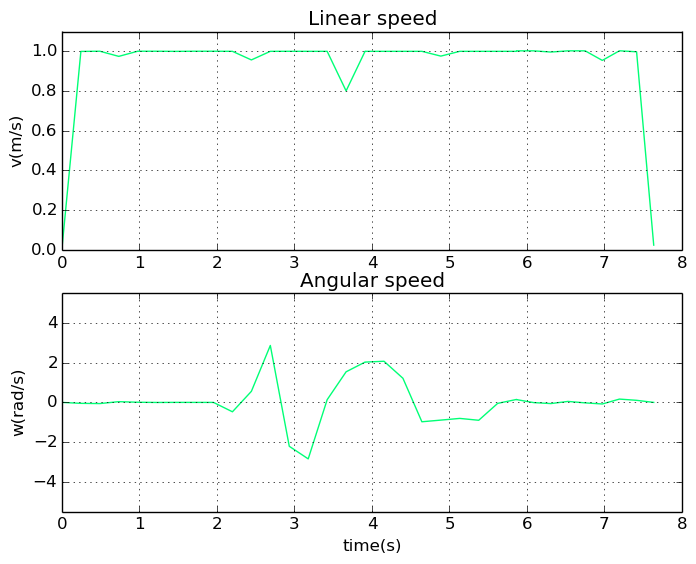 Linear speed
v(m/s)
1.0
0.8
0.6
0.4
0.2
0.0
0 1 2 3 4 5 6 7 8
Angular speed
w(rad/s)
4
2
0
−2
−4
0 1 2 3 4 5 6 7 8
time(s)